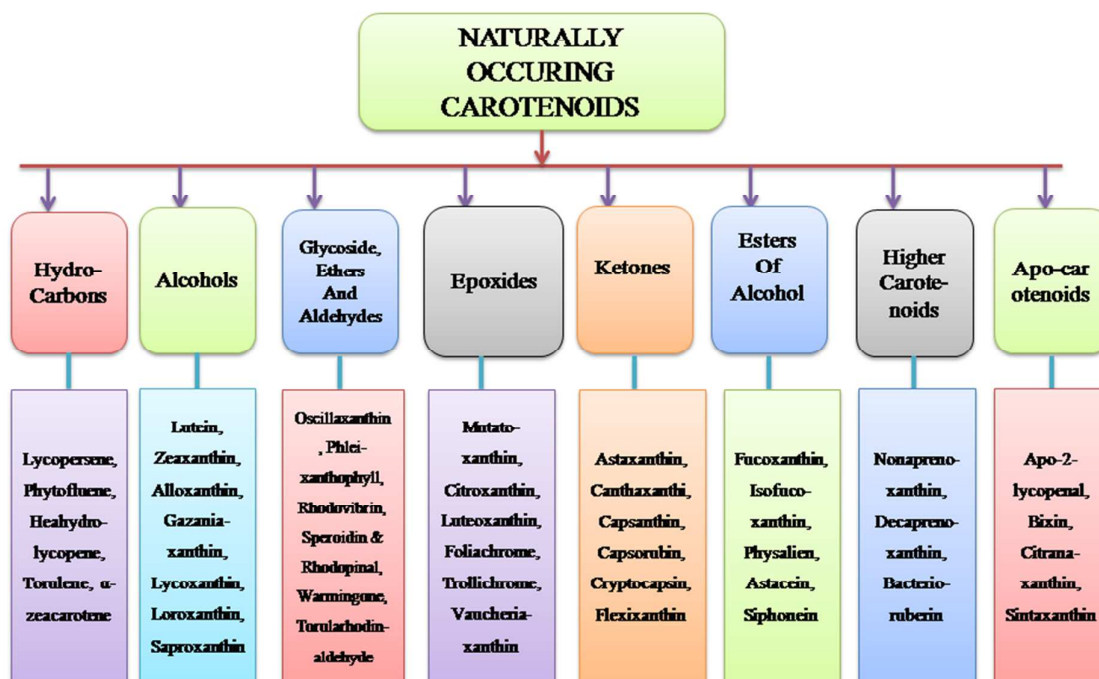 NATURALLY
OCCURING
CAROTENOIDS
Hydro-
Carbons
Alcohols
Glycoside,
Ethers
And
Aldehydes
Epoxides
Ketones
Esters
Of
Alcohol
Higher
Carote-
noids
Apo-car
otenoids
Lycopersene,
Phytofluene,
Heahydro-
lycopene,
Torulene, α-
zeacarotene
Lutein,
Zeaxanthin,
Alloxanthin,
Gazania-
xanthin,
Lycoxanthin,
Loroxanthin,
Saproxanthin
Oscillaxanthin
, Phlei-
xanthophyll,
Rhodovibrin,
Speroidin &
Rhodopinal,
Warmingone,
Torularhodin-
aldehyde
Mutato-
xanthin,
Citroxanthin,
Luteoxanthin,
Foliachrome,
Trollichrome,
Vaucheria-
xanthin
Astaxanthin,
Canthaxanthi,
Capsanthin,
Capsorubin,
Cryptocapsin,
Flexixanthin
Fucoxanthin,
Isofuco-
xanthin,
Physalien,
Astacein,
Siphonein
Nonapreno-
xanthin,
Decapreno-
xanthin,
Bacterio-
ruberin
Apo-2-
lycopenal,
Bixin,
Citrana-
xanthin,
Sintaxanthin